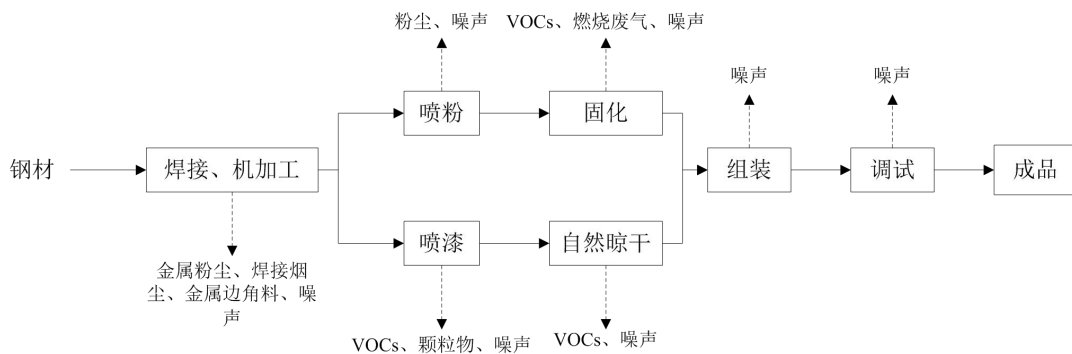 粉尘、噪声
VOCs、燃烧废气、噪声
噪声
噪声
喷粉
固化
钢材
焊接、机加工
组装
调试
成品
喷漆
自然晾干
金属粉尘、焊接烟
尘、金属边角料、噪
声
VOCs、颗粒物、噪声
VOCs、噪声